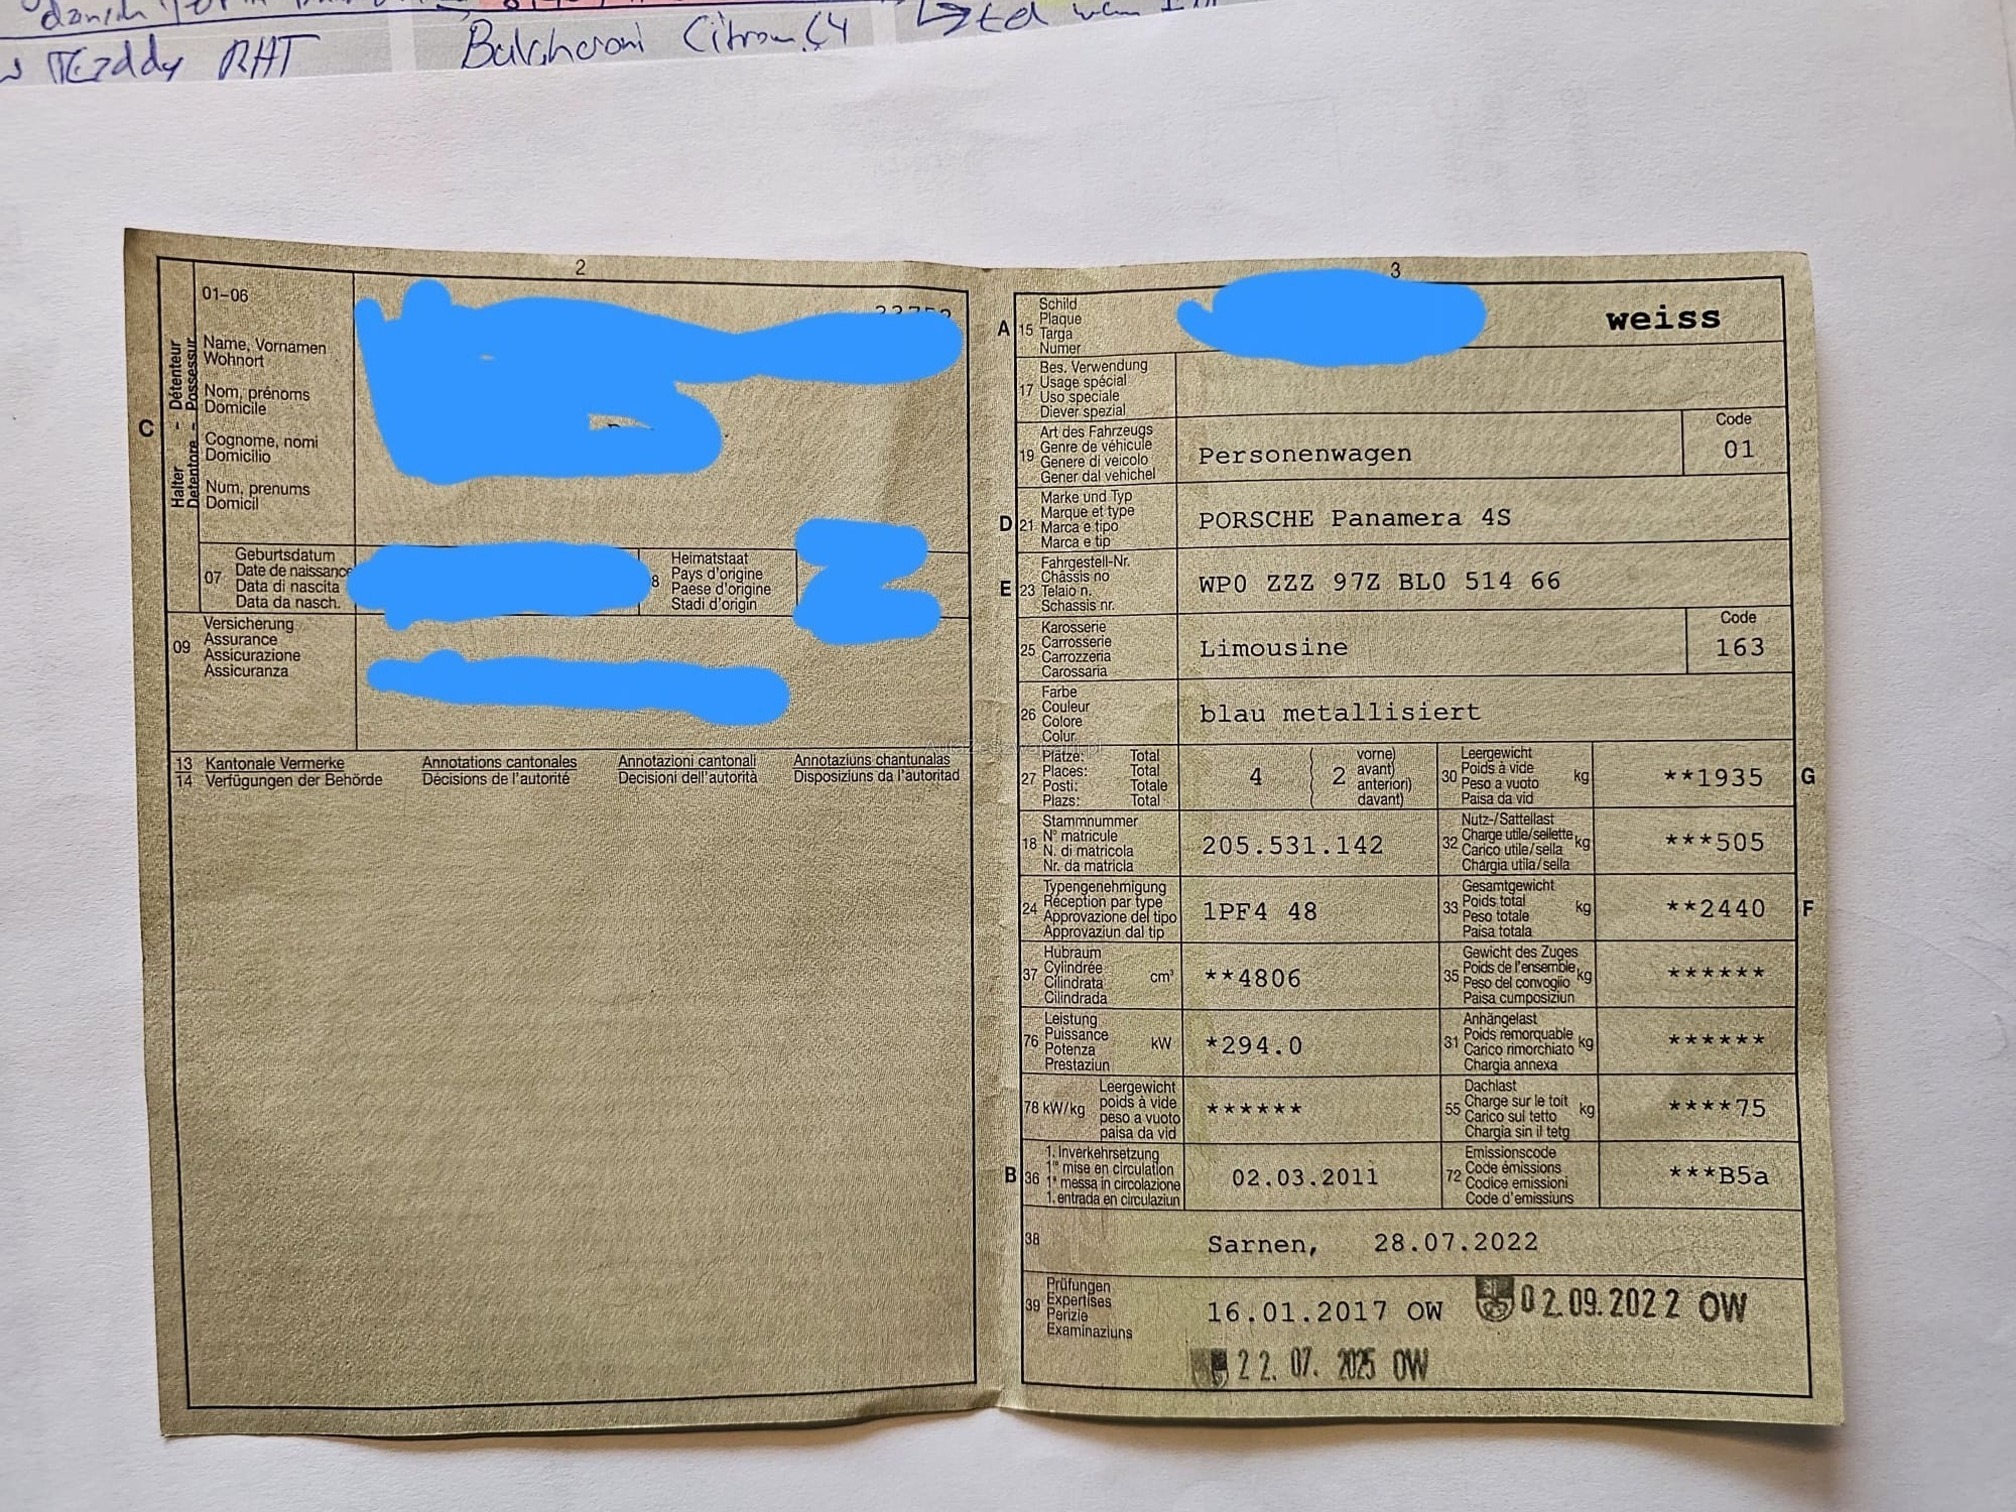 Teddy RHT
Citron C4
2
01-06
Halter - Détenteur
Detentore - Possessur
C
Name, Vornamen
Wohnort
Nom, prénoms
Domicile
Cognome, nomi
Domicilio
Num, prenums
Domicil
07
Geburtsdatum
Date de naissance
Data di nascita
Data da nasch.
8
Heimatstaat
Pays d'origine
Paese d'origine
Stadi d'origin
09
Versicherung
Assurance
Assicurazione
Assicuranza
13 Kantonale Vermerke Annotations cantonales Annotazioni cantonali Annotaziuns chantunalas
14 Verfügungen der Behörde Décisions de l'autorité Decisioni dell'autorità Disposiziuns da l'autoritad
3
A 15
Schild
Plaque
Targa
Numer
weiss
17
Bes. Verwendung
Usage spécial
Uso speciale
Diever spezial
19
Art des Fahrzeugs
Genre de véhicule
Genere di veicolo
Gener dal vehichel
Personenwagen
Code
01
D 21
Marke und Typ
Marque et type
Marca e tipo
Marca e tip
PORSCHE Panamera 4S
E 23
Fahrgestell-Nr.
Châssis no
Telaio n.
Schassis nr.
WP0 ZZZ 97Z BL0 514 66
25
Karosserie
Carrosserie
Carrozzeria
Carossaria
Limousine
Code
163
26
Farbe
Couleur
Colore
Colur
blau metallisiert
27
Plätze: Total
Places: Total
Posti: Totale
Plazs: Total
4 ( 2
vorne)
avant)
anteriori)
davant)
30
Leergewicht
Poids à vide
Peso a vuoto
Paisa da vid
kg
**1935
G
18
Stammnummer
N° matricule
N. di matricola
Nr. da matricla
205.531.142
32
Nutz-/Sattellast
Charge utile/sellette
Carico utile/sella
Chargia utila/sella
kg
***505
24
Typengenehmigung
Réception par type
Approvazione del tipo
Approvaziun dal tip
1PF4 48
33
Gesamtgewicht
Poids total
Peso totale
Paisa totala
kg
**2440
F
37
Hubraum
Cylindrée
Cilindrata
Cilindrada
cm³
**4806
35
Gewicht des Zuges
Poids de l'ensemble
Peso del convoglio
Paisa cumposiziun
kg
******
76
Leistung
Puissance
Potenza
Prestaziun
kW
*294.0
31
Anhängelast
Poids remorquable
Carico rimorchiato
Chargia annexa
kg
******
78 kW/kg
Leergewicht
poids à vide
peso a vuoto
paisa da vid
******
55
Dachlast
Charge sur le toit
Carico sul tetto
Chargia sin il tetg
kg
****75
B 36
1. Inverkehrsetzung
1re mise en circulation
1a messa in circolazione
1. entrada en circulaziun
02.03.2011
72
Emissionscode
Code émissions
Codice emissioni
Code d'emissiuns
***B5a
38
Sarnen, 28.07.2022
39
Prüfungen
Expertises
Perizie
Examinaziuns
16.01.2017 OW
02.09.2022 OW
22. 07. 2025 OW